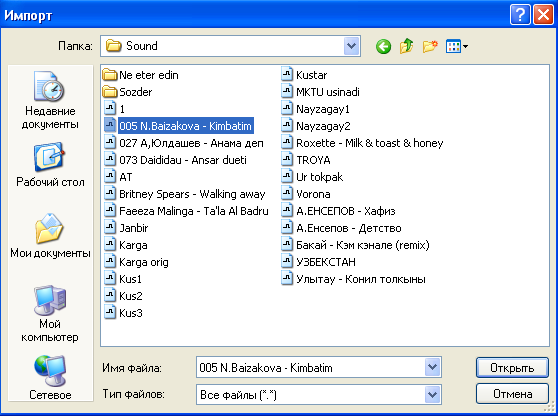 Импорт
Папка: Sound
Недавние документы
Рабочий стол
Мои документы
Мой компьютер
Сетевое
Ne eter edin
Sozder
1
005 N.Baizakova - Kimbatim
027 А,Юлдашев - Анама деп
073 Daididau - Ansar dueti
AT
Britney Spears - Walking away
Faeeza Malinga - Ta'la Al Badru
Janbir
Karga
Karga orig
Kus1
Kus2
Kus3
Kustar
MKTU usinadi
Nayzagay1
Nayzagay2
Roxette - Milk & toast & honey
TROYA
Ur tokpak
Vorona
А.ЕНСЕПОВ - Хафиз
А.Енсепов - Детство
Бакай - Кэм кэнале (remix)
УЗБЕКСТАН
Улытау - Конил толкыны
Имя файла: 005 N.Baizakova - Kimbatim Открыть
Тип файлов: Все файлы (*.*) Отмена